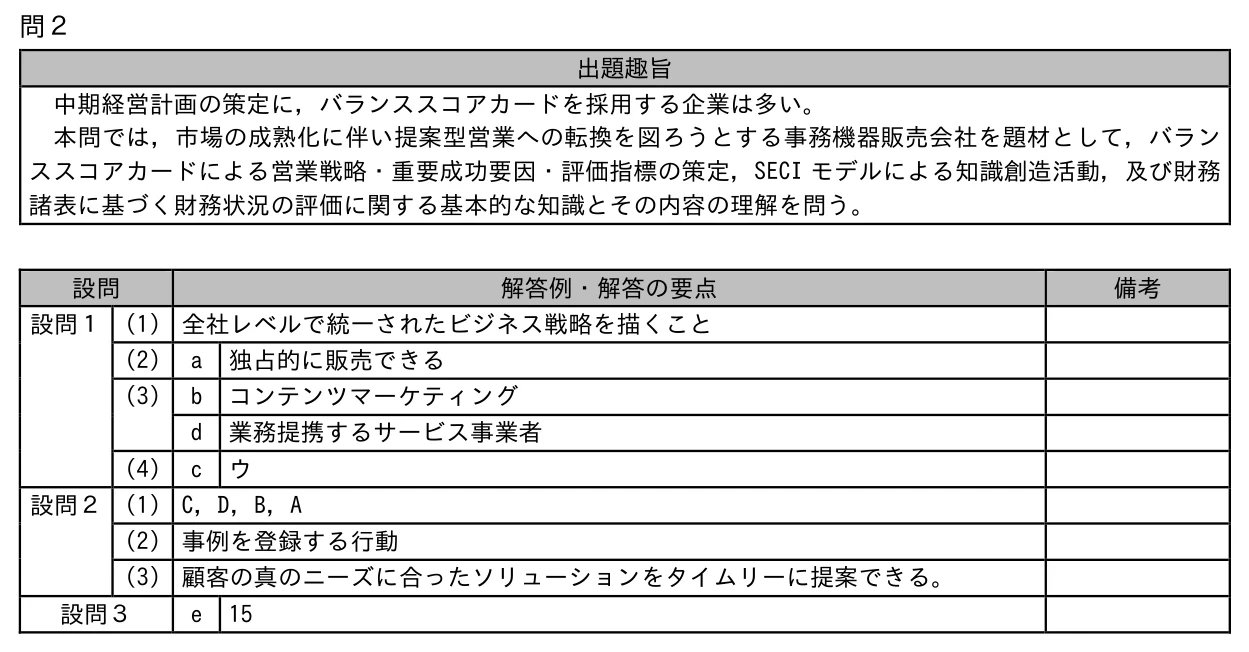 問2
出題趣旨
中期経営計画の策定に，バランススコアカードを採用する企業は多い。
本問では，市場の成熟化に伴い提案型営業への転換を図ろうとする事務機器販売会社を題材として，バラン
ススコアカードによる営業戦略・重要成功要因・評価指標の策定，SECI モデルによる知識創造活動，及び財務
諸表に基づく財務状況の評価に関する基本的な知識とその内容の理解を問う。
設問 解答例・解答の要点 備考
設問1 (1) 全社レベルで統一されたビジネス戦略を描くこと
(2) a 独占的に販売できる
(3) b コンテンツマーケティング
d 業務提携するサービス事業者
(4) c ウ
設問2 (1) C，D，B，A
(2) 事例を登録する行動
(3) 顧客の真のニーズに合ったソリューションをタイムリーに提案できる。
設問3 e 15